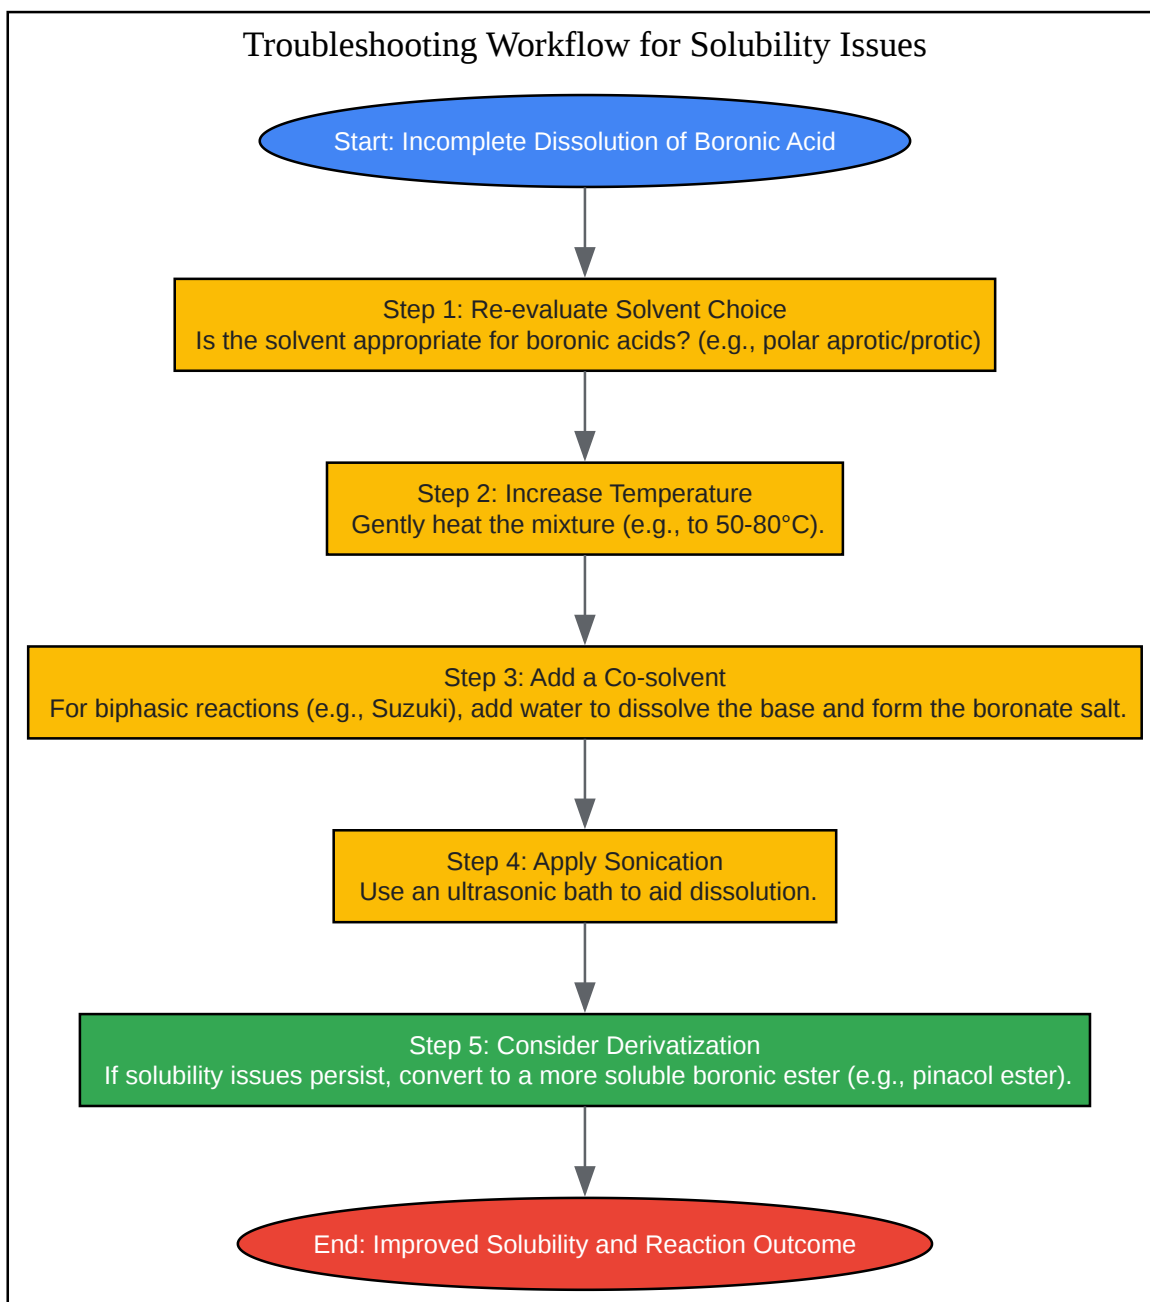 Troubleshooting Workflow for Solubility Issues
Start: Incomplete Dissolution of Boronic Acid
Step 1: Re-evaluate Solvent Choice
Is the solvent appropriate for boronic acids? (e.g., polar aprotic/protic)
Step 2: Increase Temperature
Gently heat the mixture (e.g., to 50-80°C).
Step 3: Add a Co-solvent
For biphasic reactions (e.g., Suzuki), add water to dissolve the base and form the boronate salt.
Step 4: Apply Sonication
Use an ultrasonic bath to aid dissolution.
Step 5: Consider Derivatization
If solubility issues persist, convert to a more soluble boronic ester (e.g., pinacol ester).
End: Improved Solubility and Reaction Outcome